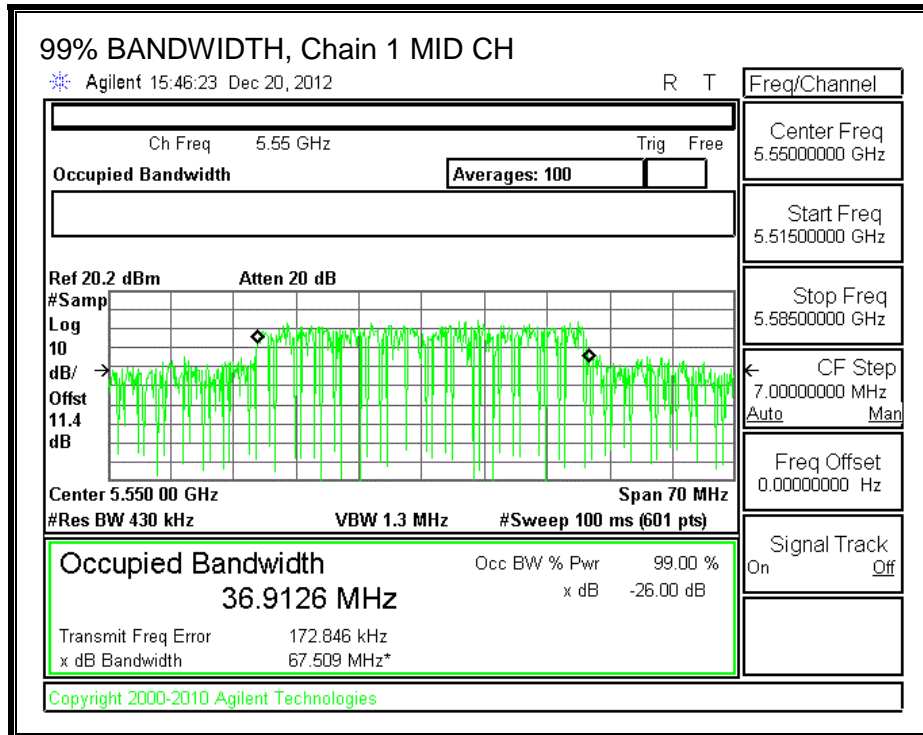 99% BANDWIDTH, Chain 1 MID CH
Agilent 15:46:23 Dec 20, 2012 R T
Freq/Channel
Ch Freq 5.55 GHz Trig Free
Occupied Bandwidth Averages: 100
Center Freq
5.55000000 GHz
Start Freq
5.51500000 GHz
Stop Freq
5.58500000 GHz
CF Step
7.00000000 MHz
Auto Man
Freq Offset
0.00000000 Hz
Signal Track
On Off
Ref 20.2 dBm Atten 20 dB
#Samp
Log
10
dB/
Offst
11.4
dB
Center 5.550 00 GHz Span 70 MHz
#Res BW 430 kHz VBW 1.3 MHz #Sweep 100 ms (601 pts)
Occupied Bandwidth Occ BW % Pwr 99.00 %
36.9126 MHz x dB -26.00 dB
Transmit Freq Error 172.846 kHz
x dB Bandwidth 67.509 MHz*
Copyright 2000-2010 Agilent Technologies